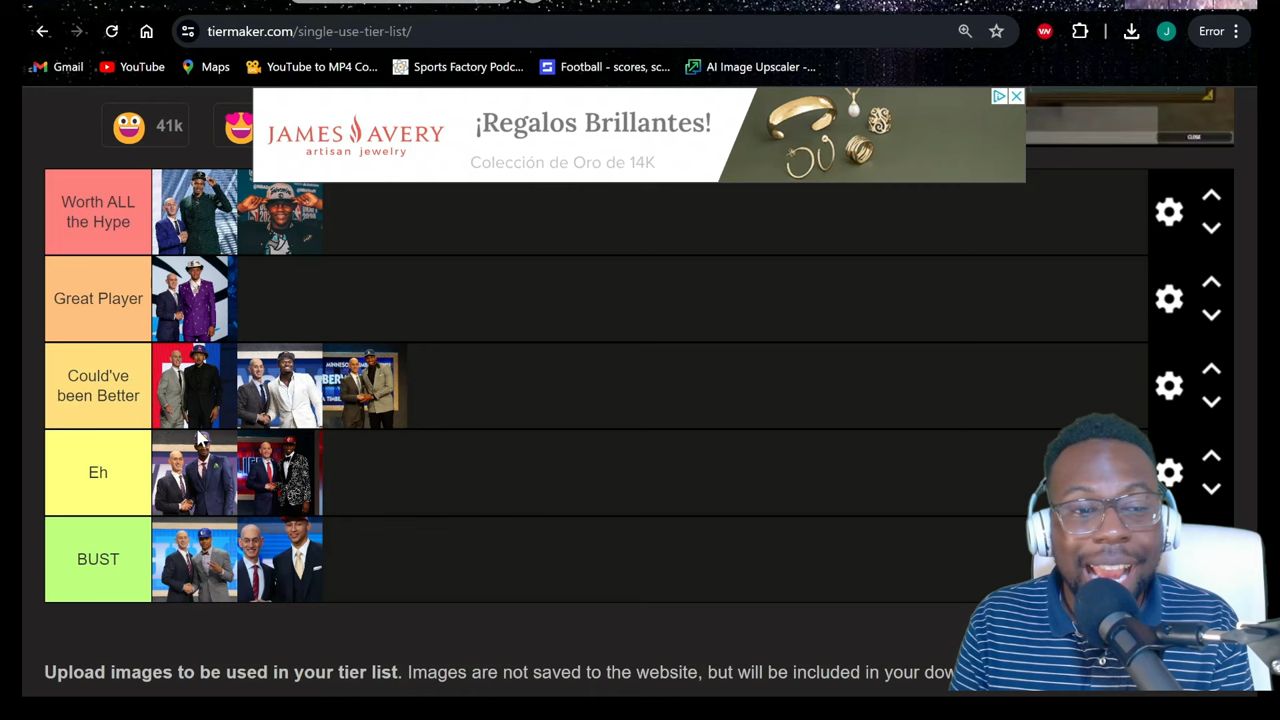 tiermaker.com/single-use-tier-list/
Error
Gmail
YouTube
Maps
YouTube to MP4 Co...
Sports Factory Podc...
Football - scores, sc...
AI Image Upscaler -...
41k
JAMES AVERY
artisan jewelry
¡Regalos Brillantes!
Colección de Oro de 14K
CLOSE
Worth ALL
the Hype
Great Player
Could've
been Better
Eh
BUST
Upload images to be used in your tier list. Images are not saved to the website, but will be included in your dow